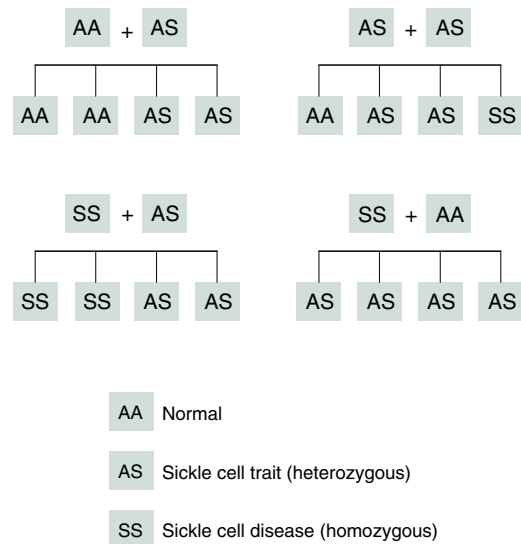 AA + AS
AA AA AS AS
AS + AS
AA AS AS SS
SS + AS
SS SS AS AS
SS + AA
AS AS AS AS
AA Normal
AS Sickle cell trait (heterozygous)
SS Sickle cell disease (homozygous)